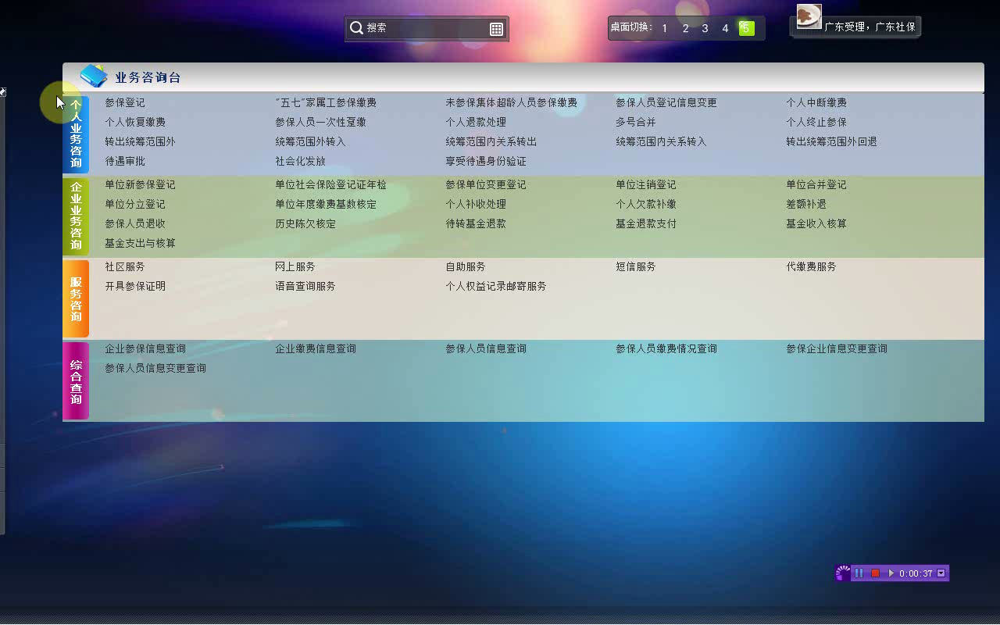 搜索
桌面切换: 1 2 3 4 5
广东受理，广东社保
业务咨询台
个人业务咨询
参保登记 “五七”家属工参保缴费 未参保集体超龄人员参保缴费 参保人员登记信息变更 个人中断缴费
个人恢复缴费 参保人员一次性趸缴 个人退款处理 多号合并 个人终止参保
转出统筹范围外 统筹范围外转入 统筹范围内关系转出 统筹范围内关系转入 转出统筹范围外回退
待遇审批 社会化发放 享受待遇身份验证
企业业务咨询
单位新参保登记 单位社会保险登记证年检 参保单位变更登记 单位注销登记 单位合并登记
单位分立登记 单位年度缴费基数核定 个人补收处理 个人欠款补缴 差额补退
参保人员退收 历史陈欠核定 待转基金退款 基金退款支付 基金收入核算
基金支出与核算
服务咨询
社区服务 网上服务 自助服务 短信服务 代缴费服务
开具参保证明 语音查询服务 个人权益记录邮寄服务
综合查询
企业参保信息查询 企业缴费信息查询 参保人员信息查询 参保人员缴费情况查询 参保企业信息变更查询
参保人员信息变更查询
0:00:37